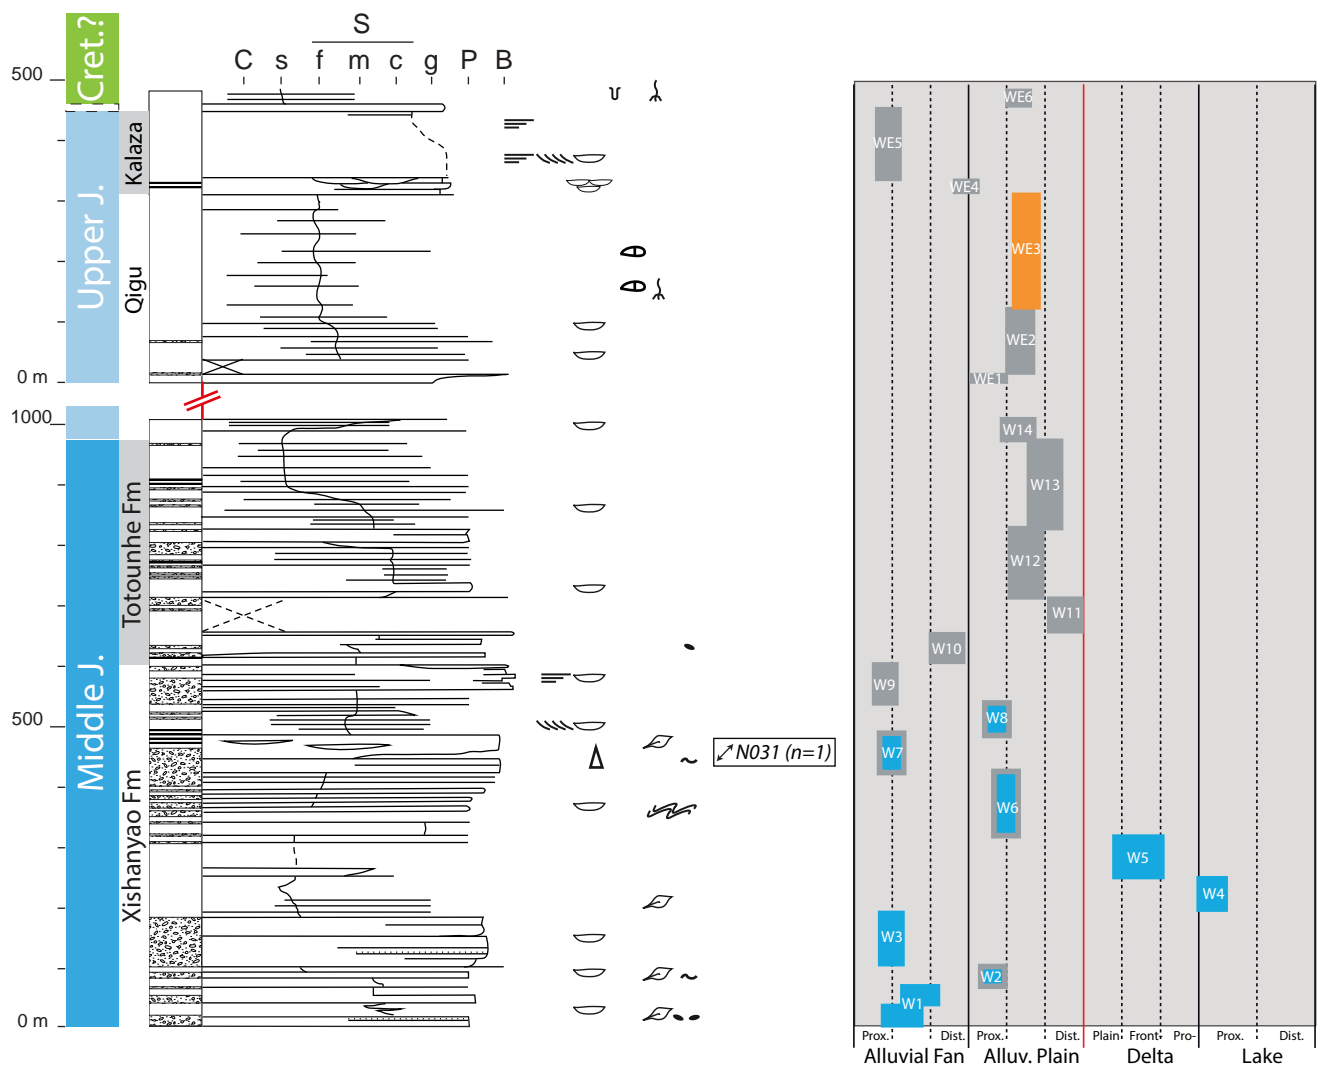 S
C s f m c g P B
500
Cret.?
Kalaza
Upper J.
Qigu
0 m
1000
Totounhe Fm
Middle J.
500
Xishanyao Fm
0 m
N031 (n=1)
WE6
WE5
WE4
WE3
WE2
WE1
W14
W13
W12
W11
W10
W9
W8
W7
W6
W5
W4
W3
W2
W1
Prox. Dist. Prox. Dist. Plain Front- Pro- Prox. Dist.
Alluvial Fan Alluv. Plain Delta Lake